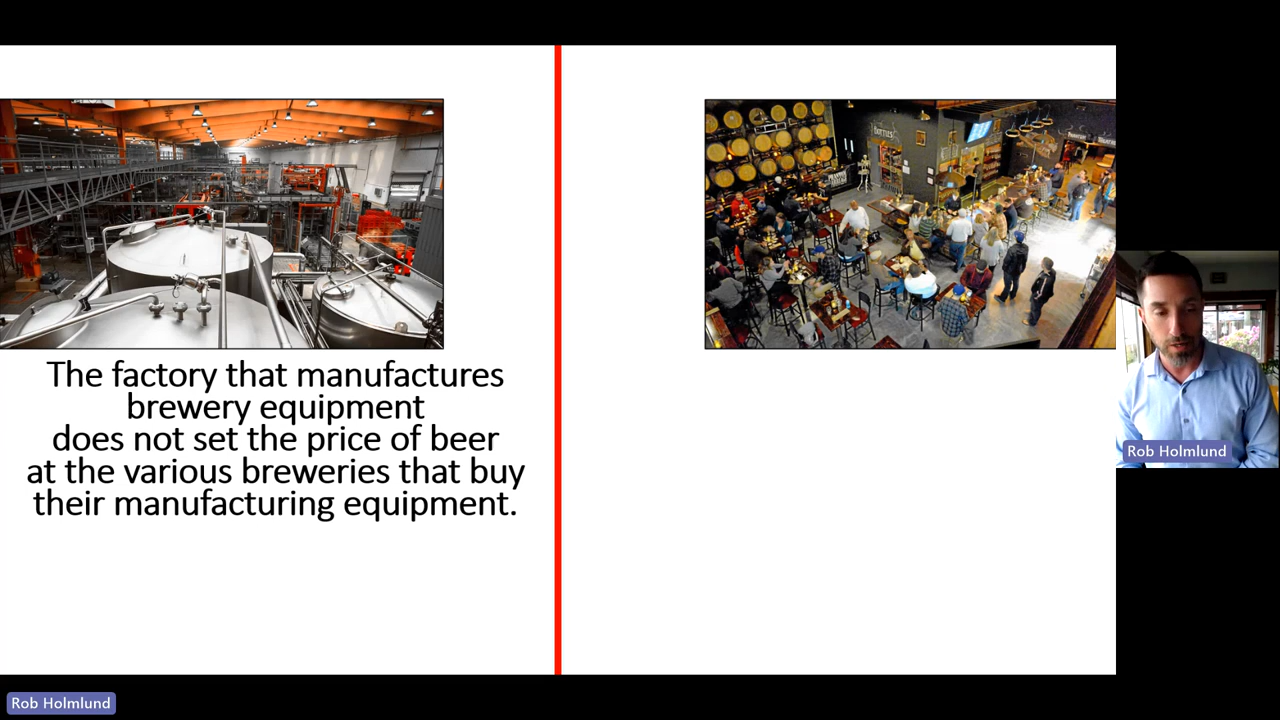 The factory that manufactures
brewery equipment
does not set the price of beer
at the various breweries that buy
their manufacturing equipment.
Rob Holmlund
Rob Holmlund